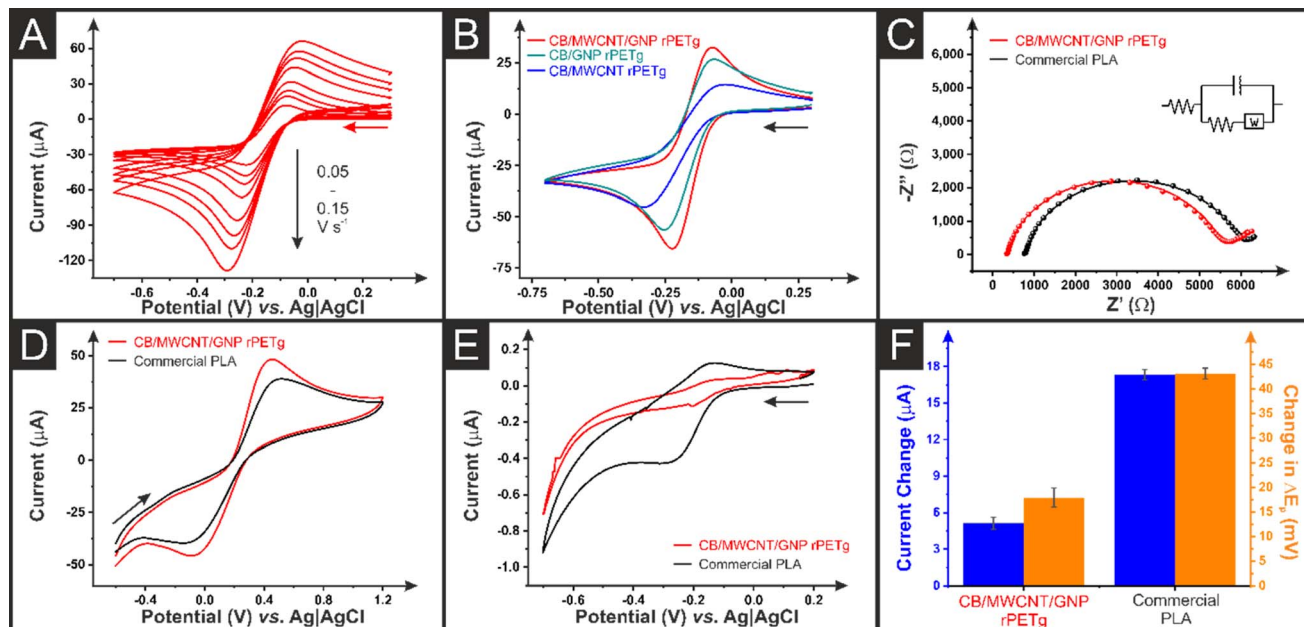 A
60
30
0
-30
-60
-90
-120
Current (μA)
0.05
-
0.15
V s⁻¹
-0.6
-0.4
-0.2
0.0
0.2
Potential (V) vs. Ag|AgCl
B
CB/MWCNT/GNP rPETg
CB/GNP rPETg
CB/MWCNT rPETg
50
25
0
-25
-50
-75
Current (μA)
-0.75
-0.50
-0.25
0.00
0.25
Potential (V) vs. Ag|AgCl
C
CB/MWCNT/GNP rPETg
Commercial PLA
W
6,000
5,000
4,000
3,000
2,000
1,000
0
-Z" (Ω)
0
1000
2000
3000
4000
5000
6000
Z' (Ω)
D
CB/MWCNT/GNP rPETg
Commercial PLA
50
25
0
-25
-50
Current (μA)
-0.4
0.0
0.4
0.8
1.2
Potential (V) vs. Ag|AgCl
E
0.2
0.0
-0.2
-0.4
-0.6
-0.8
-1.0
Current (μA)
CB/MWCNT/GNP rPETg
Commercial PLA
-0.6
-0.4
-0.2
0.0
0.2
Potential (V) vs. Ag|AgCl
F
18
15
12
9
6
3
0
Current Change (μA)
45
40
35
30
25
20
15
10
5
0
Change in ΔEₚ (mV)
CB/MWCNT/GNP
rPETg
Commercial
PLA